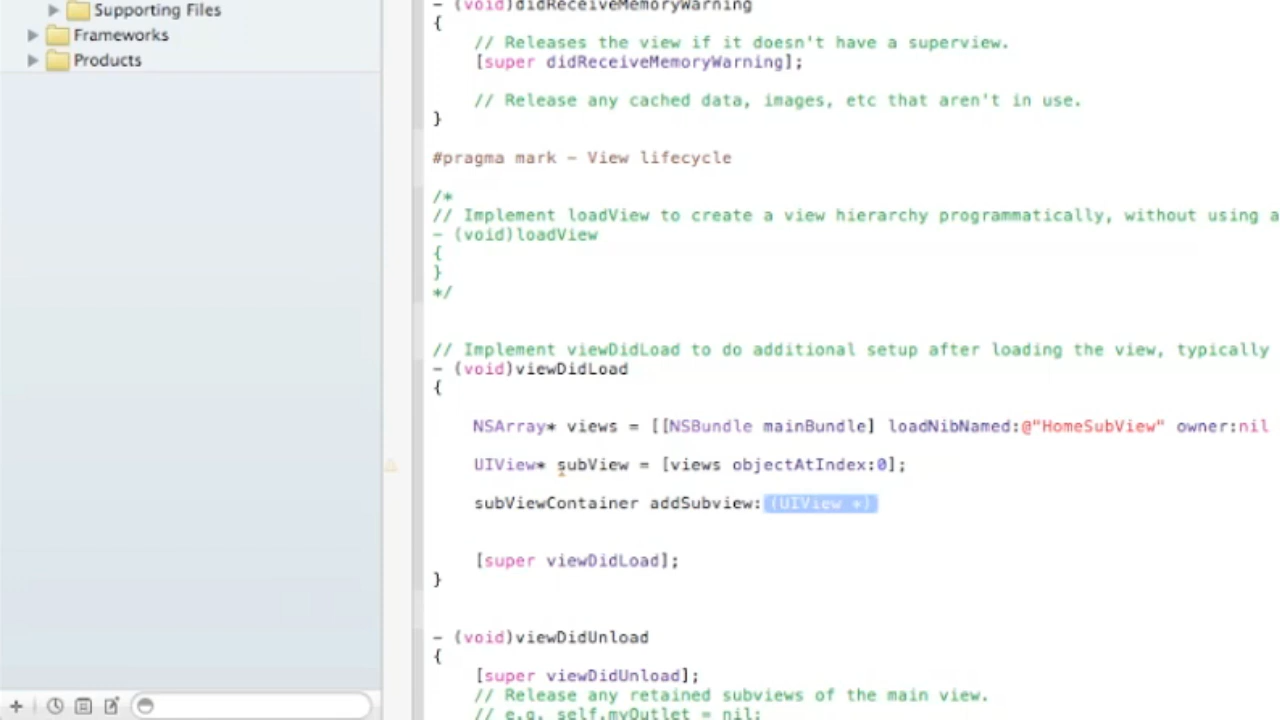 Supporting Files
Frameworks
Products
- (void)didReceiveMemoryWarning
{
// Releases the view if it doesn't have a superview.
[super didReceiveMemoryWarning];
// Release any cached data, images, etc that aren't in use.
}
#pragma mark - View lifecycle
/*
// Implement loadView to create a view hierarchy programmatically, without using a
- (void)loadView
{
}
*/
// Implement viewDidLoad to do additional setup after loading the view, typically
- (void)viewDidLoad
{
NSArray* views = [[NSBundle mainBundle] loadNibNamed:@"HomeSubView" owner:nil
UIView* subView = [views objectAtIndex:0];
subViewContainer addSubview:(UIView *)
[super viewDidLoad];
}
- (void)viewDidUnload
{
[super viewDidUnload];
// Release any retained subviews of the main view.
// e.g. self.myOutlet = nil;